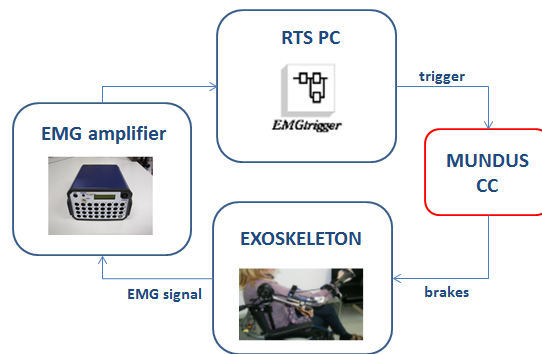 RTS PC
EMGtrigger
trigger
EMG amplifier
MUNDUS
CC
EXOSKELETON
EMG signal
brakes